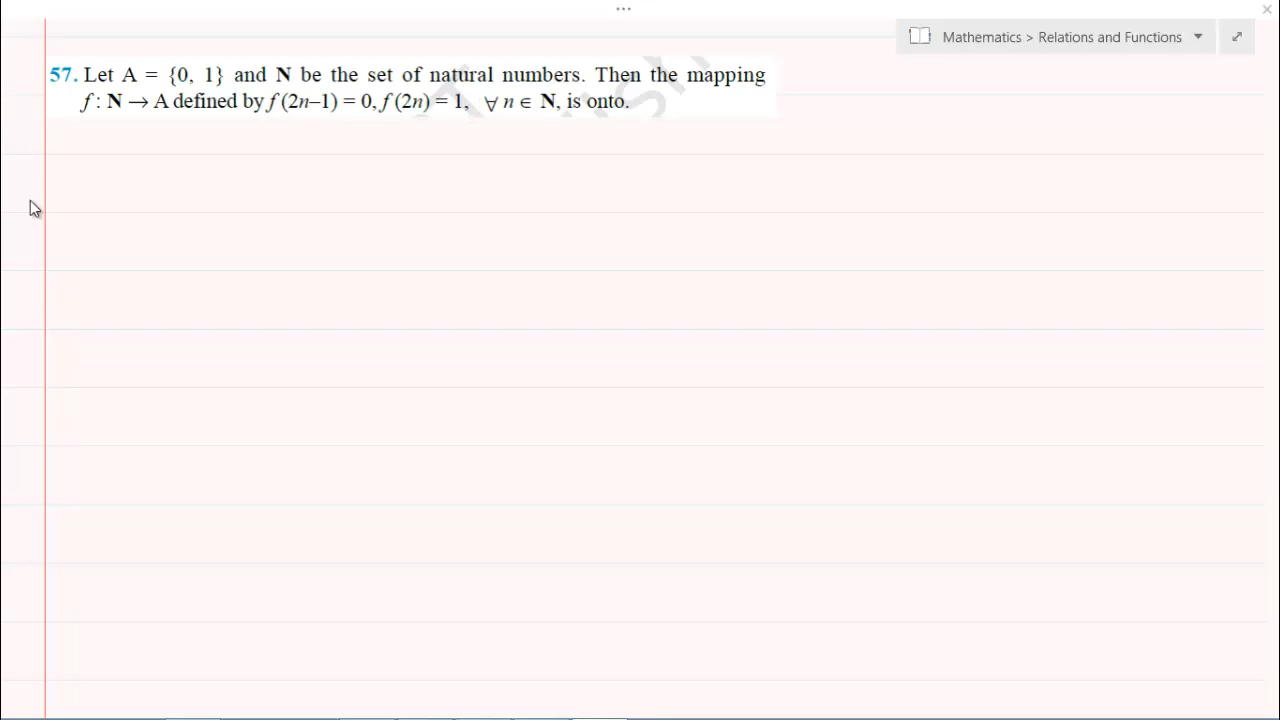 Mathematics > Relations and Functions
57. Let A = {0, 1} and N be the set of natural numbers. Then the mapping
f : N → A defined by f (2n–1) = 0, f (2n) = 1, ∀ n ∈ N, is onto.